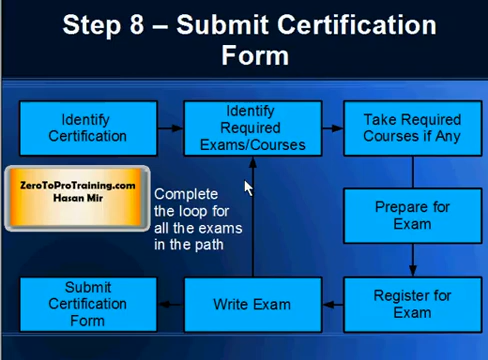 Step 8 – Submit Certification
Form
Identify
Certification
Identify
Required
Exams/Courses
Take Required
Courses if Any
ZeroToProTraining.com
Hasan Mir
Complete
the loop for
all the exams
in the path
Prepare for
Exam
Submit
Certification
Form
Write Exam
Register for
Exam